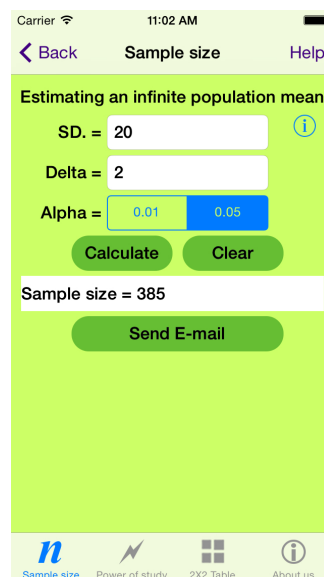 Carrier 11:02 AM
Back Sample size Help
Estimating an infinite population mean
SD. = 20
Delta = 2
Alpha = 0.01 0.05
Calculate Clear
Sample size = 385
Send E-mail
n
Sample size Power of study 2X2 Table About us